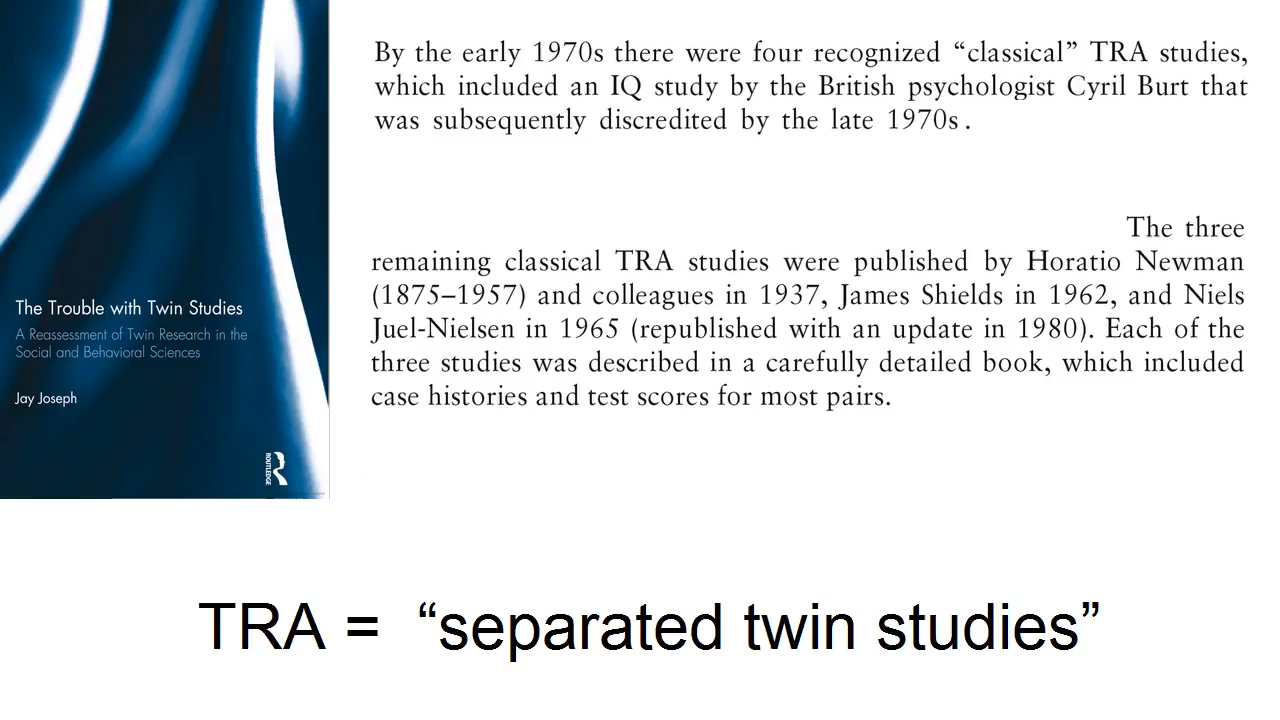 The Trouble with Twin Studies
A Reassessment of Twin Research in the
Social and Behavioral Sciences
Jay Joseph
ROUTLEDGE
By the early 1970s there were four recognized “classical” TRA studies,
which included an IQ study by the British psychologist Cyril Burt that
was subsequently discredited by the late 1970s.
The three
remaining classical TRA studies were published by Horatio Newman
(1875–1957) and colleagues in 1937, James Shields in 1962, and Niels
Juel-Nielsen in 1965 (republished with an update in 1980). Each of the
three studies was described in a carefully detailed book, which included
case histories and test scores for most pairs.
TRA = “separated twin studies”